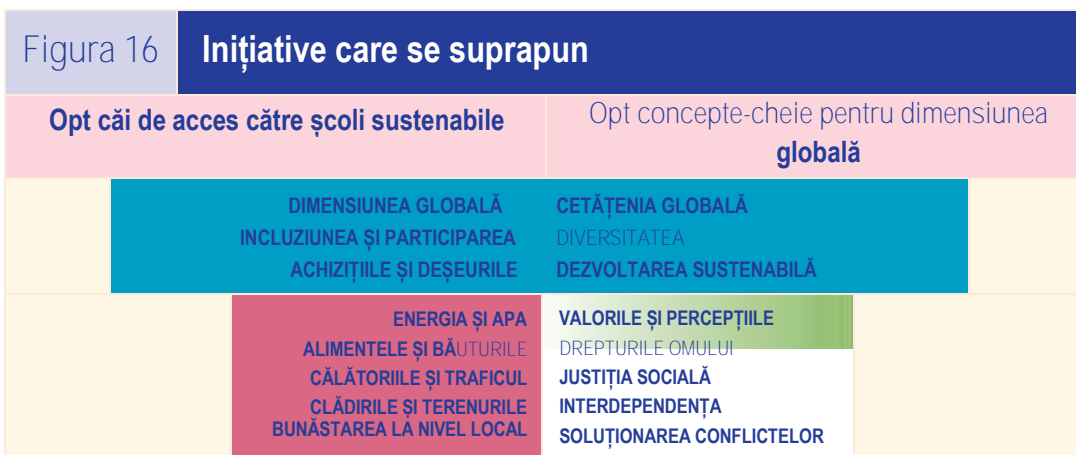 Figura 16
Inițiative care se suprapun
Opt căi de acces către școli sustenabile
Opt concepte-cheie pentru dimensiunea
globală
DIMENSIUNEA GLOBALĂ
INCLUZIUNEA ȘI PARTICIPAREA
ACHIZIȚIILE ȘI DEȘEURILE
CETĂȚENIA GLOBALĂ
DIVERSITATEA
DEZVOLTAREA SUSTENABILĂ
ENERGIA ȘI APA
ALIMENTELE ȘI BĂUTURILE
CĂLĂTORIILE ȘI TRAFICUL
CLĂDIRILE ȘI TERENURILE
BUNĂSTAREA LA NIVEL LOCAL
VALORILE ȘI PERCEPȚIILE
DREPTURILE OMULUI
JUSTIȚIA SOCIALĂ
INTERDEPENDENȚA
SOLUȚIONAREA CONFLICTELOR